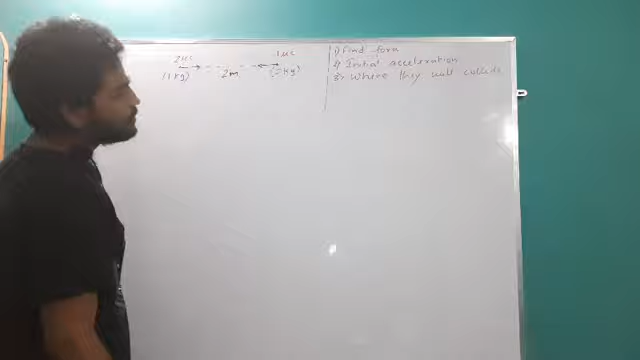 2μc 1μc
(1kg) 2m (2kg)
1) Find force
2) Initial acceleration
3) Where they will collide